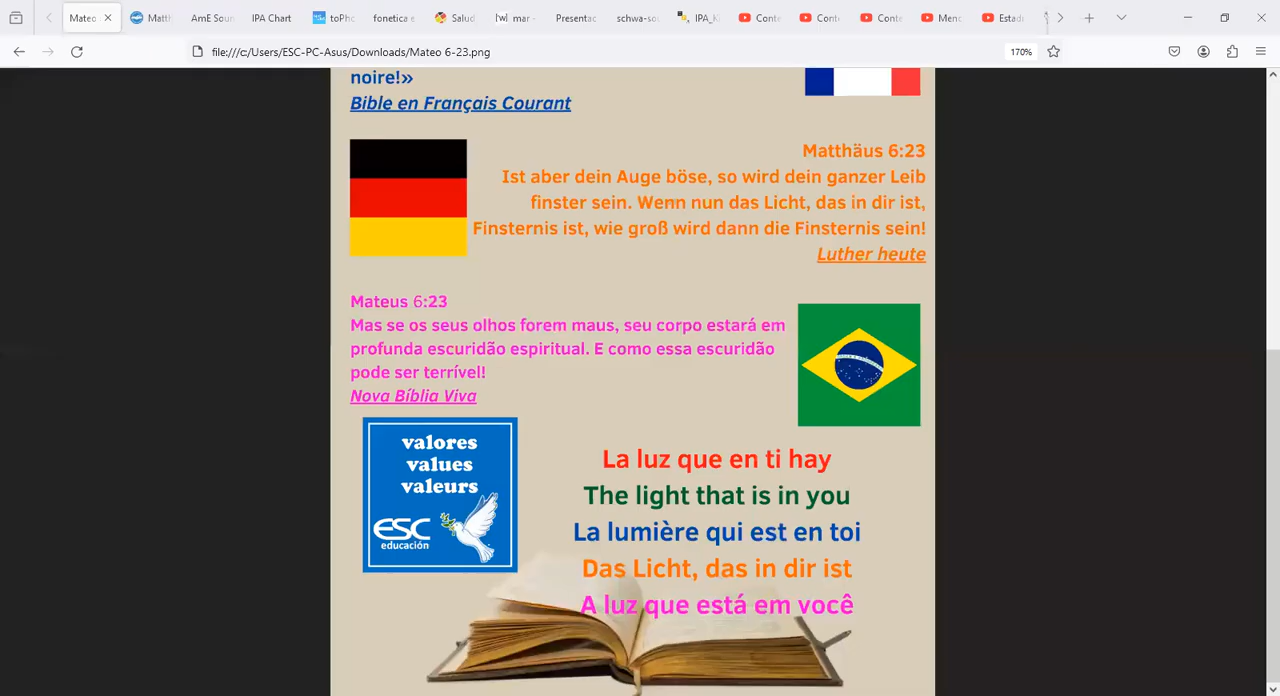 Mateo
Matth
AmE Soun
IPA Chart
toPho
fonetica e
Salud
mar -
Presentac
schwa-sou
IPA_Ki
Conte
Conte
Conte
Menc
Estad
file:///c:/Users/ESC-PC-Asus/Downloads/Mateo 6-23.png
170%
noire!»
Bible en Français Courant
Matthäus 6:23
Ist aber dein Auge böse, so wird dein ganzer Leib
finster sein. Wenn nun das Licht, das in dir ist,
Finsternis ist, wie groß wird dann die Finsternis sein!
Luther heute
Mateus 6:23
Mas se os seus olhos forem maus, seu corpo estará em
profunda escuridão espiritual. E como essa escuridão
pode ser terrível!
Nova Bíblia Viva
valores
values
valeurs
esc
educación
La luz que en ti hay
The light that is in you
La lumière qui est en toi
Das Licht, das in dir ist
A luz que está em você